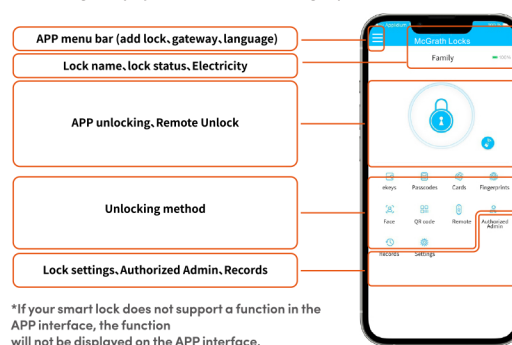 APP menu bar (add lock、gateway、language)
McGrath Locks
Lock name、lock status、Electricity
Family
APP unlocking、Remote Unlock
ekeys Passcodes Cards Fingerprints
Unlocking method
Face QR code Remote Authorized Admin
Records Settings
Lock settings、Authorized Admin、Records
*If your smart lock does not support a function in the
APP interface, the function
will not be displayed on the APP interface.